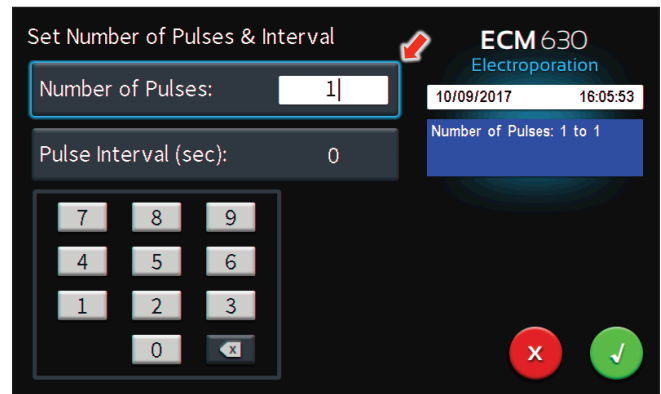 Set Number of Pulses & Interval
Number of Pulses: 1
Pulse Interval (sec): 0
7 8 9
4 5 6
1 2 3
0 x
ECM 630
Electroporation
10/09/2017 16:05:53
Number of Pulses: 1 to 1
x √